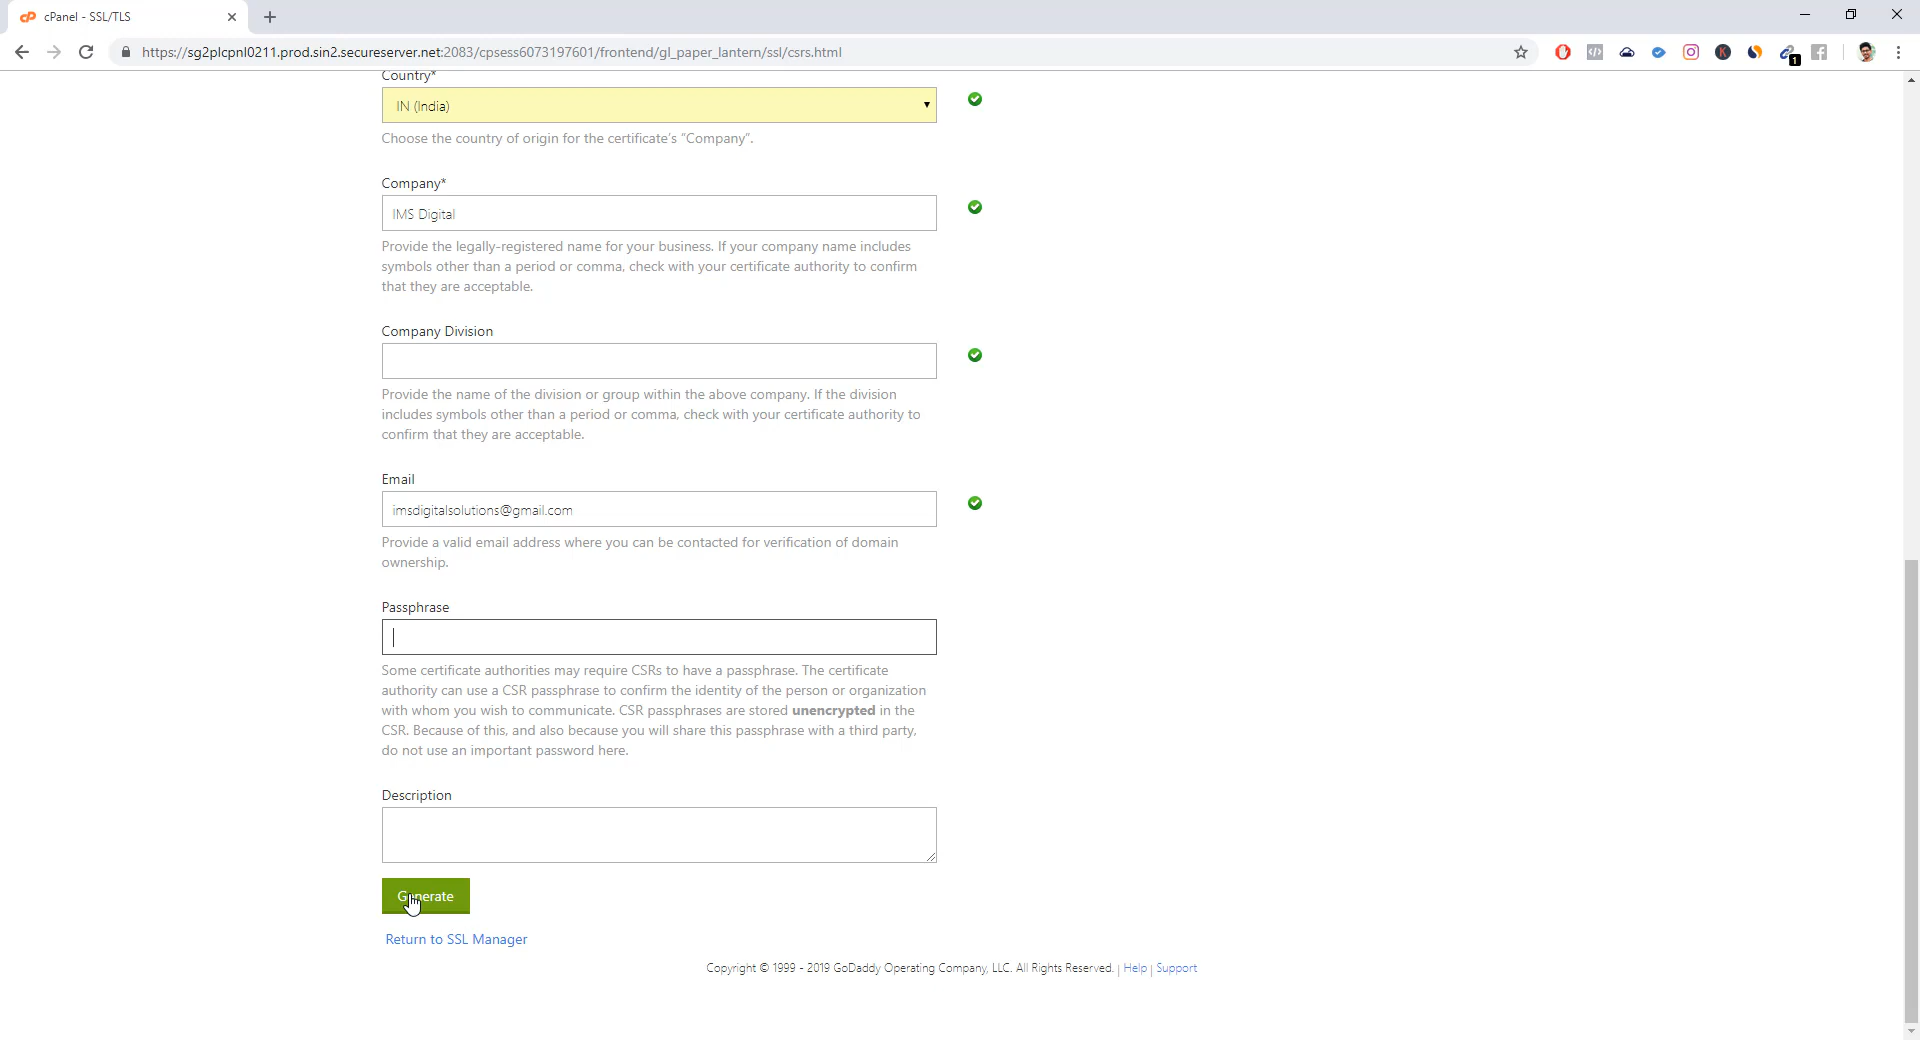 cPanel - SSL/TLS
https://sg2plcpnl0211.prod.sin2.secureserver.net:2083/cpsess6073197601/frontend/gl_paper_lantern/ssl/csrs.html
1
Country*
IN (India)
Choose the country of origin for the certificate's "Company".
Company*
IMS Digital
Provide the legally-registered name for your business. If your company name includes
symbols other than a period or comma, check with your certificate authority to confirm
that they are acceptable.
Company Division
Provide the name of the division or group within the above company. If the division
includes symbols other than a period or comma, check with your certificate authority to
confirm that they are acceptable.
Email
imsdigitalsolutions@gmail.com
Provide a valid email address where you can be contacted for verification of domain
ownership.
Passphrase
Some certificate authorities may require CSRs to have a passphrase. The certificate
authority can use a CSR passphrase to confirm the identity of the person or organization
with whom you wish to communicate. CSR passphrases are stored unencrypted in the
CSR. Because of this, and also because you will share this passphrase with a third party,
do not use an important password here.
Description
Generate
Return to SSL Manager
Copyright © 1999 - 2019 GoDaddy Operating Company, LLC. All Rights Reserved. | Help | Support